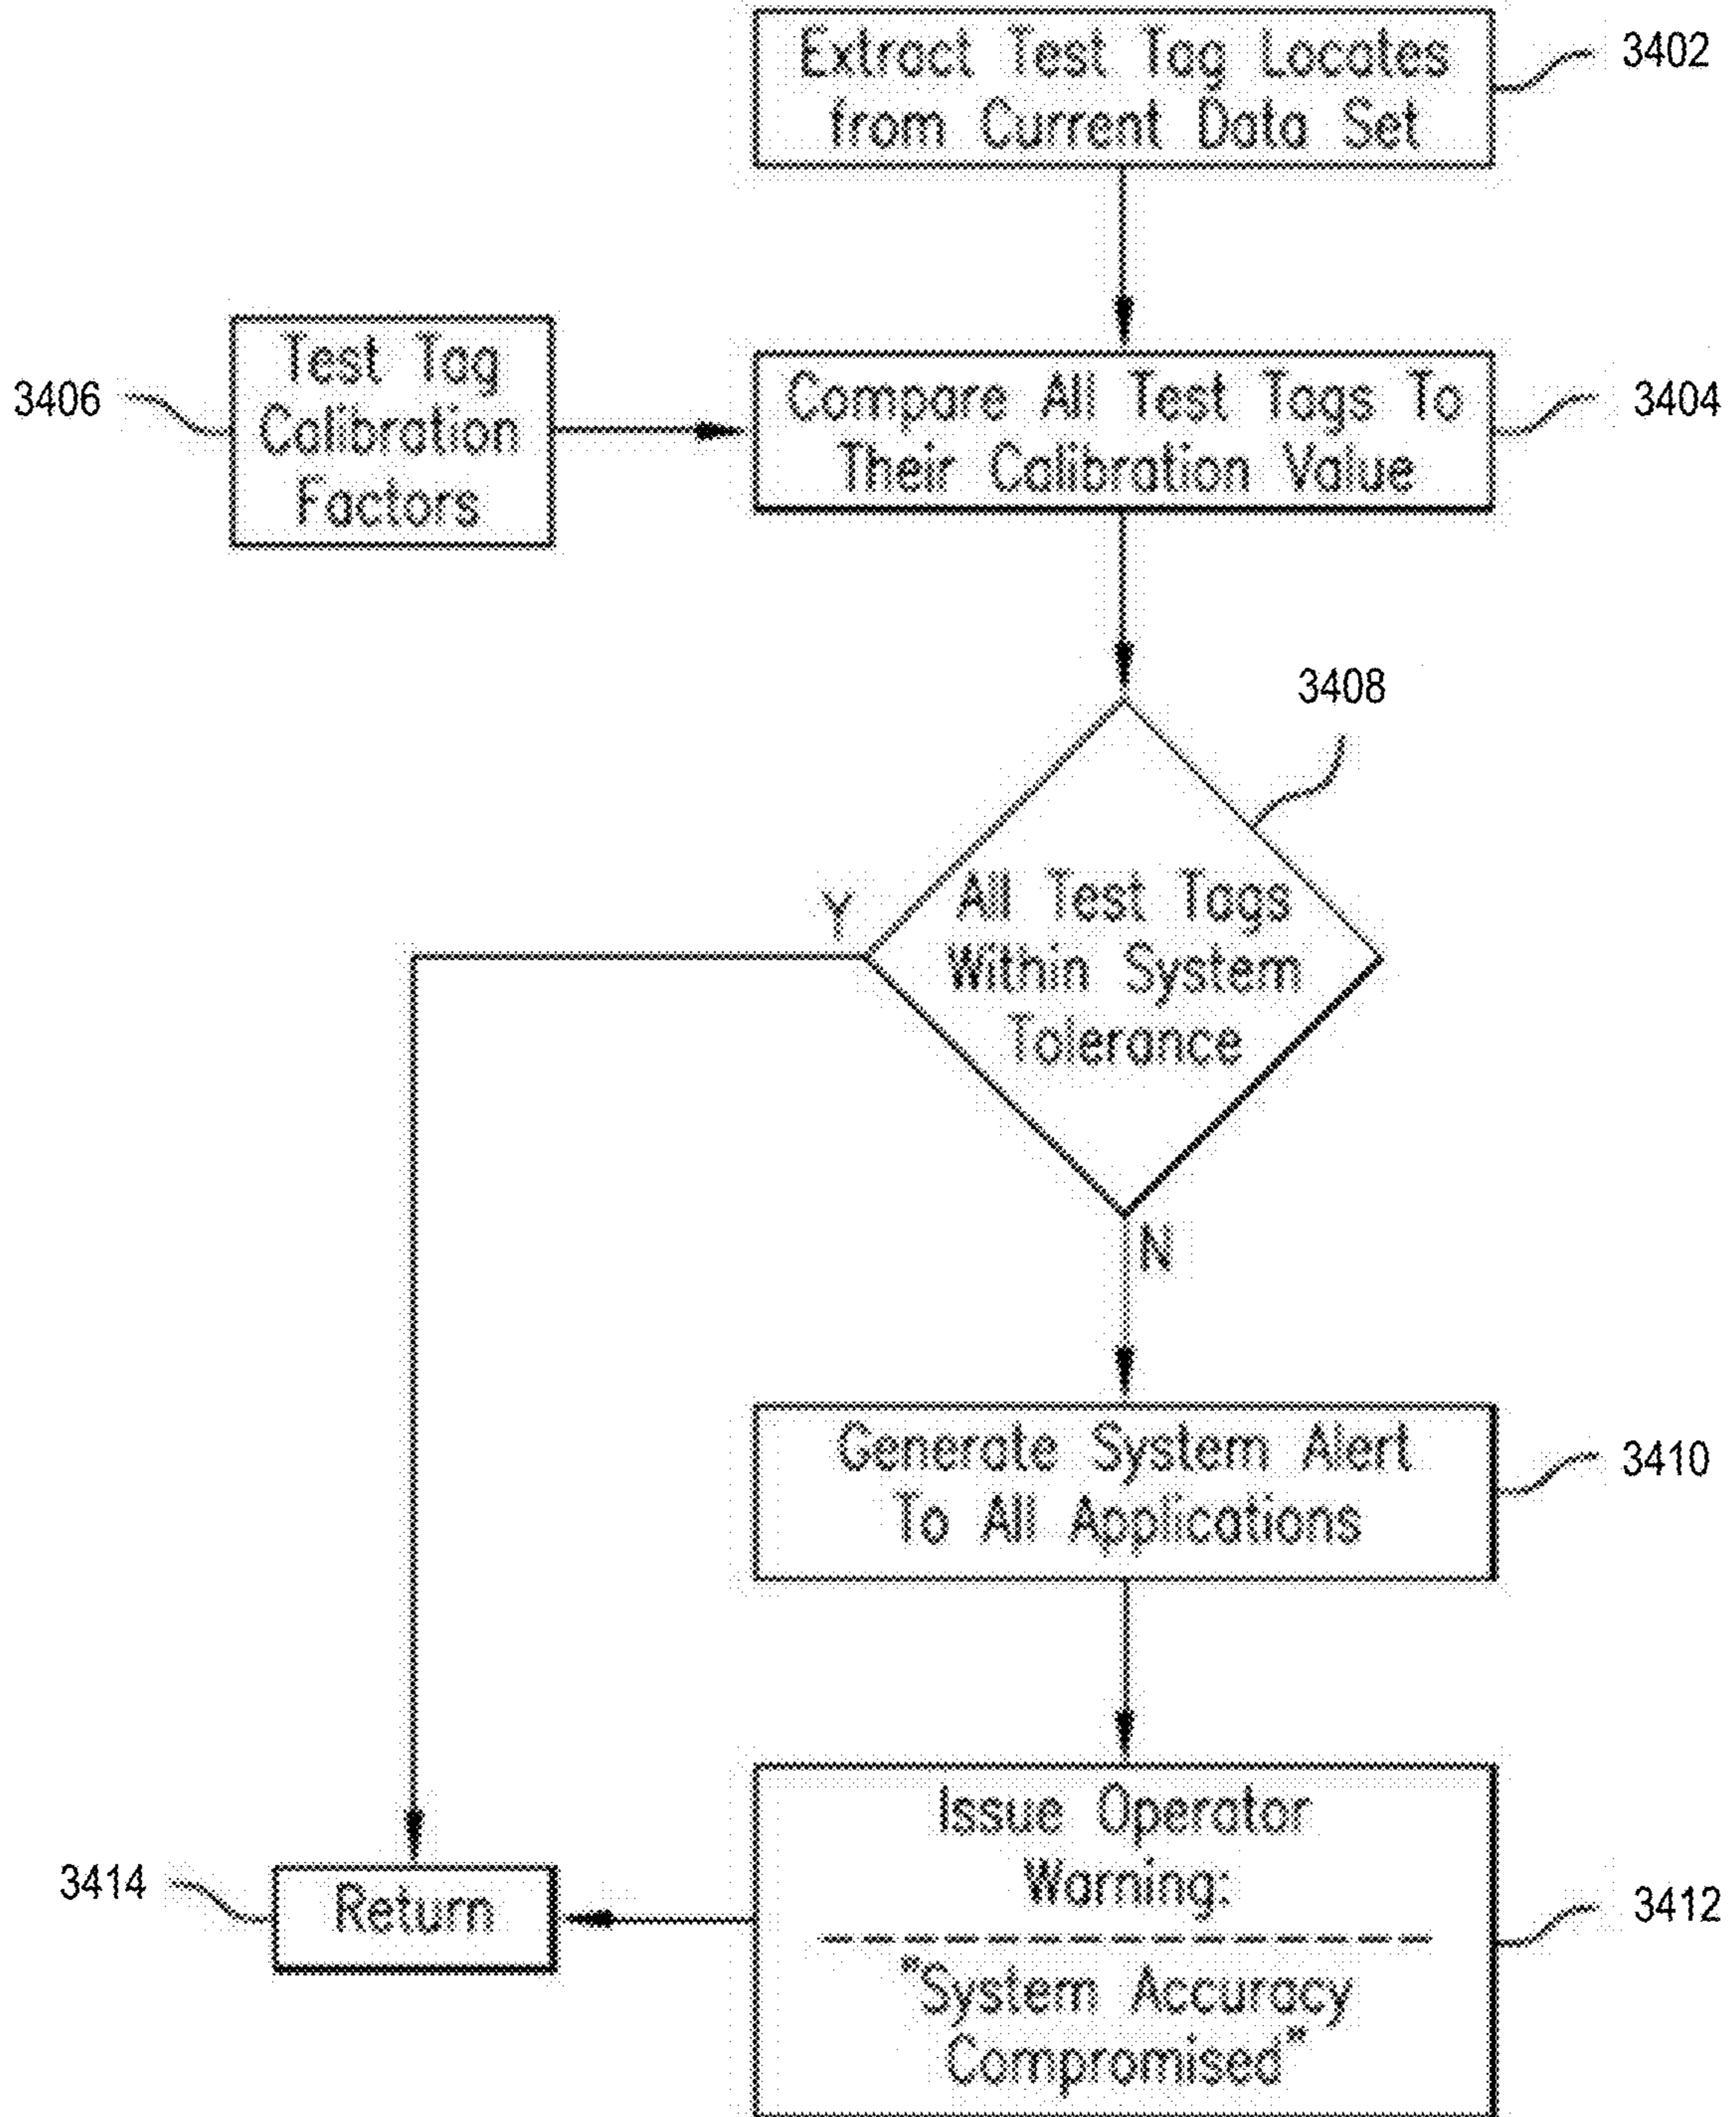 Extract Test Tag Locates
from Current Data Set
3402
Test Tag
Calibration
Factors
3406
Compare All Test Tags To
Their Calibration Value
3404
3408
All Test Tags
Within System
Tolerance
Y
N
Generate System Alert
To All Applications
3410
Issue Operator
Warning:
"System Accuracy
Compromised"
3412
Return
3414